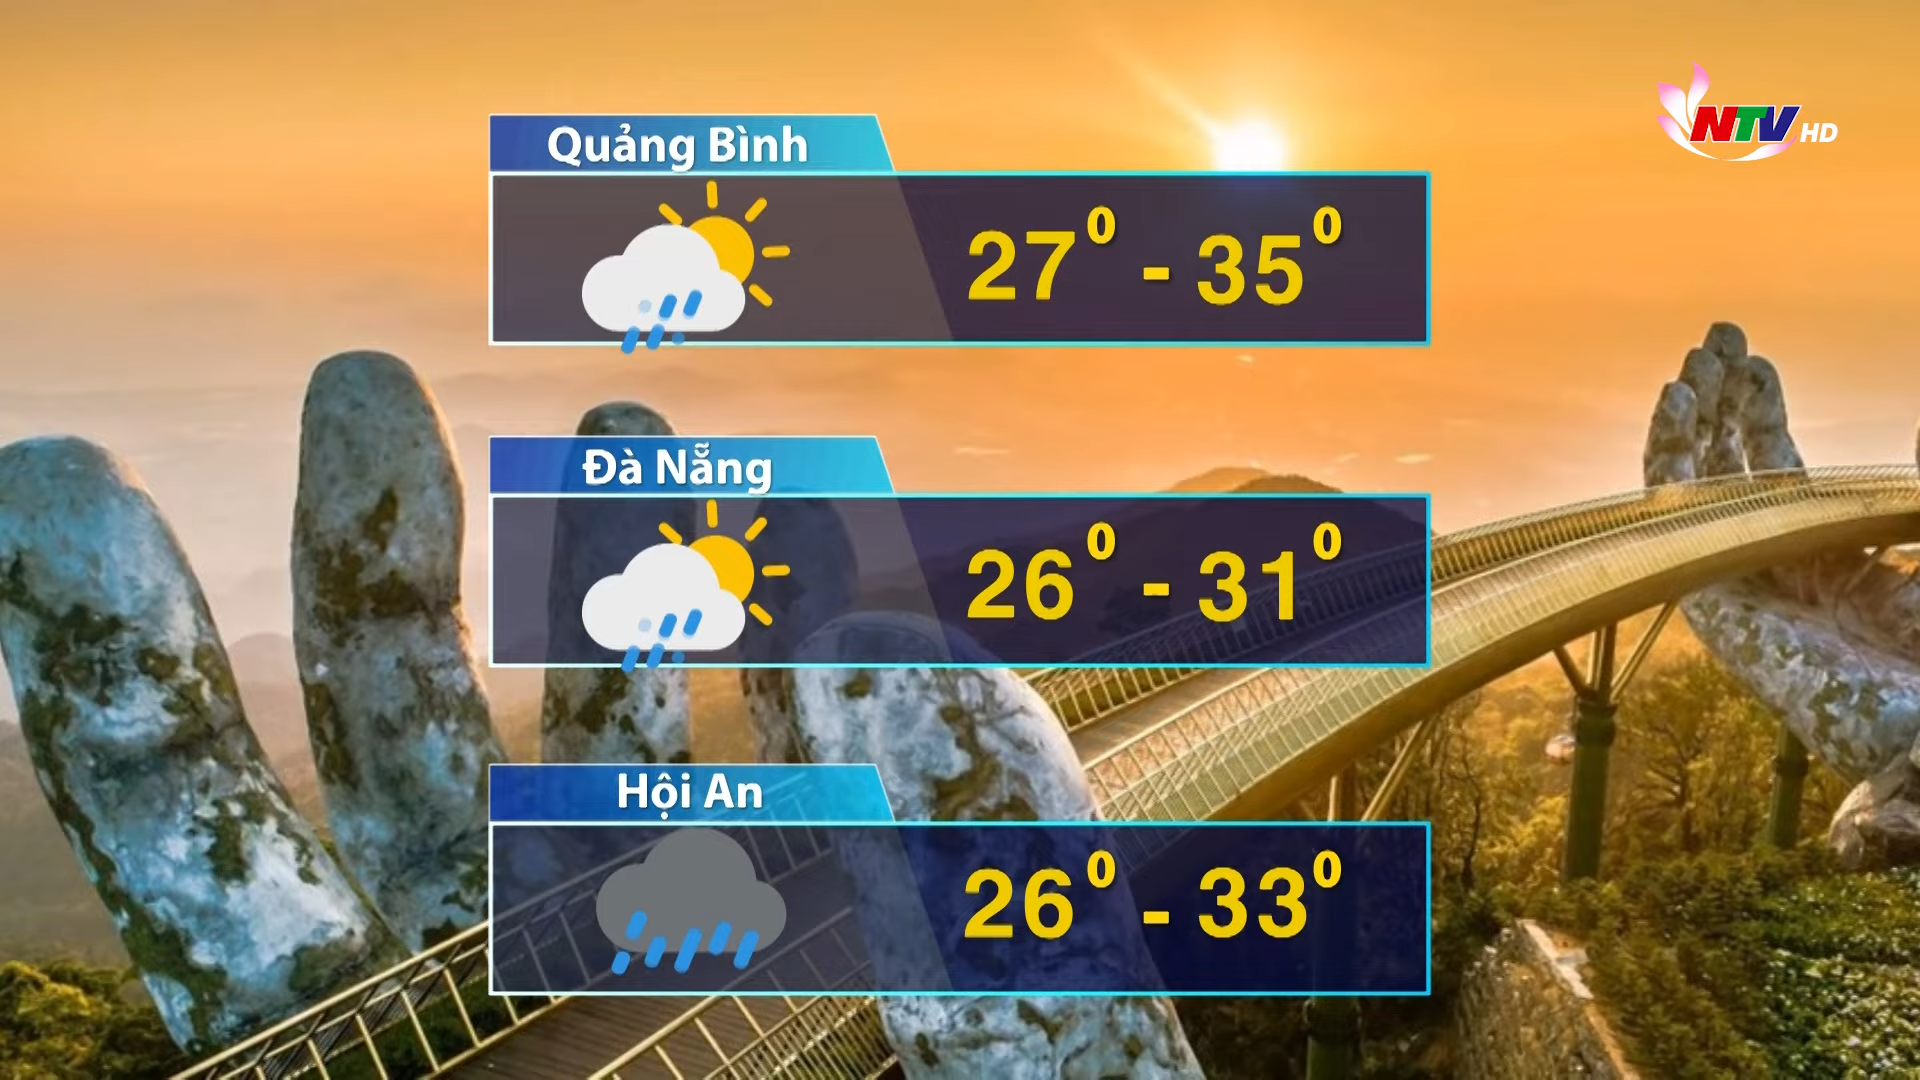 NTV HD
Quảng Bình
27⁰ - 35⁰
Đà Nẵng
26⁰ - 31⁰
Hội An
26⁰ - 33⁰